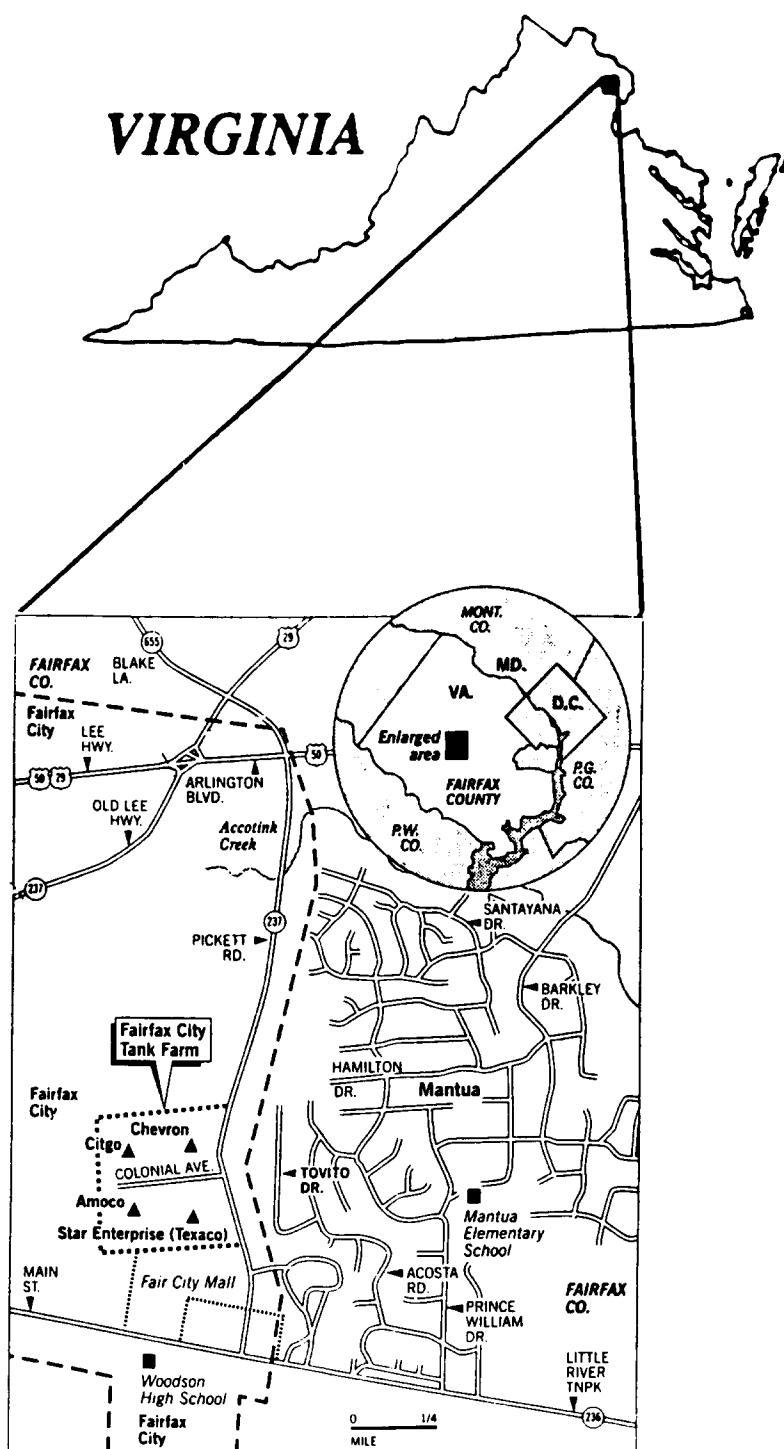 VIRGINIA
MONT.
CO.
MD.
VA.
D.C.
Enlarged
area
FAIRFAX
COUNTY
P.G.
CO.
P.W.
CO.
655
BLAKE
LA.
29
FAIRFAX
CO.
Fairfax
City
LEE
HWY.
50 29
ARLINGTON
BLVD.
50
OLD LEE
HWY.
Accotink
Creek
237
237
PICKETT
RD.
SANTAYANA
DR.
BARKLEY
DR.
Fairfax City
Tank Farm
HAMILTON
DR.
Mantua
Fairfax
City
Chevron
Citgo
COLONIAL AVE.
TOVITO
DR.
Amoco
Star Enterprise (Texaco)
Mantua
Elementary
School
MAIN
ST.
Fair City Mall
ACOSTA
RD.
FAIRFAX
CO.
PRINCE
WILLIAM
DR.
LITTLE
RIVER
TNPK
236
Woodson
High School
Fairfax
City
0 1/4
MILE